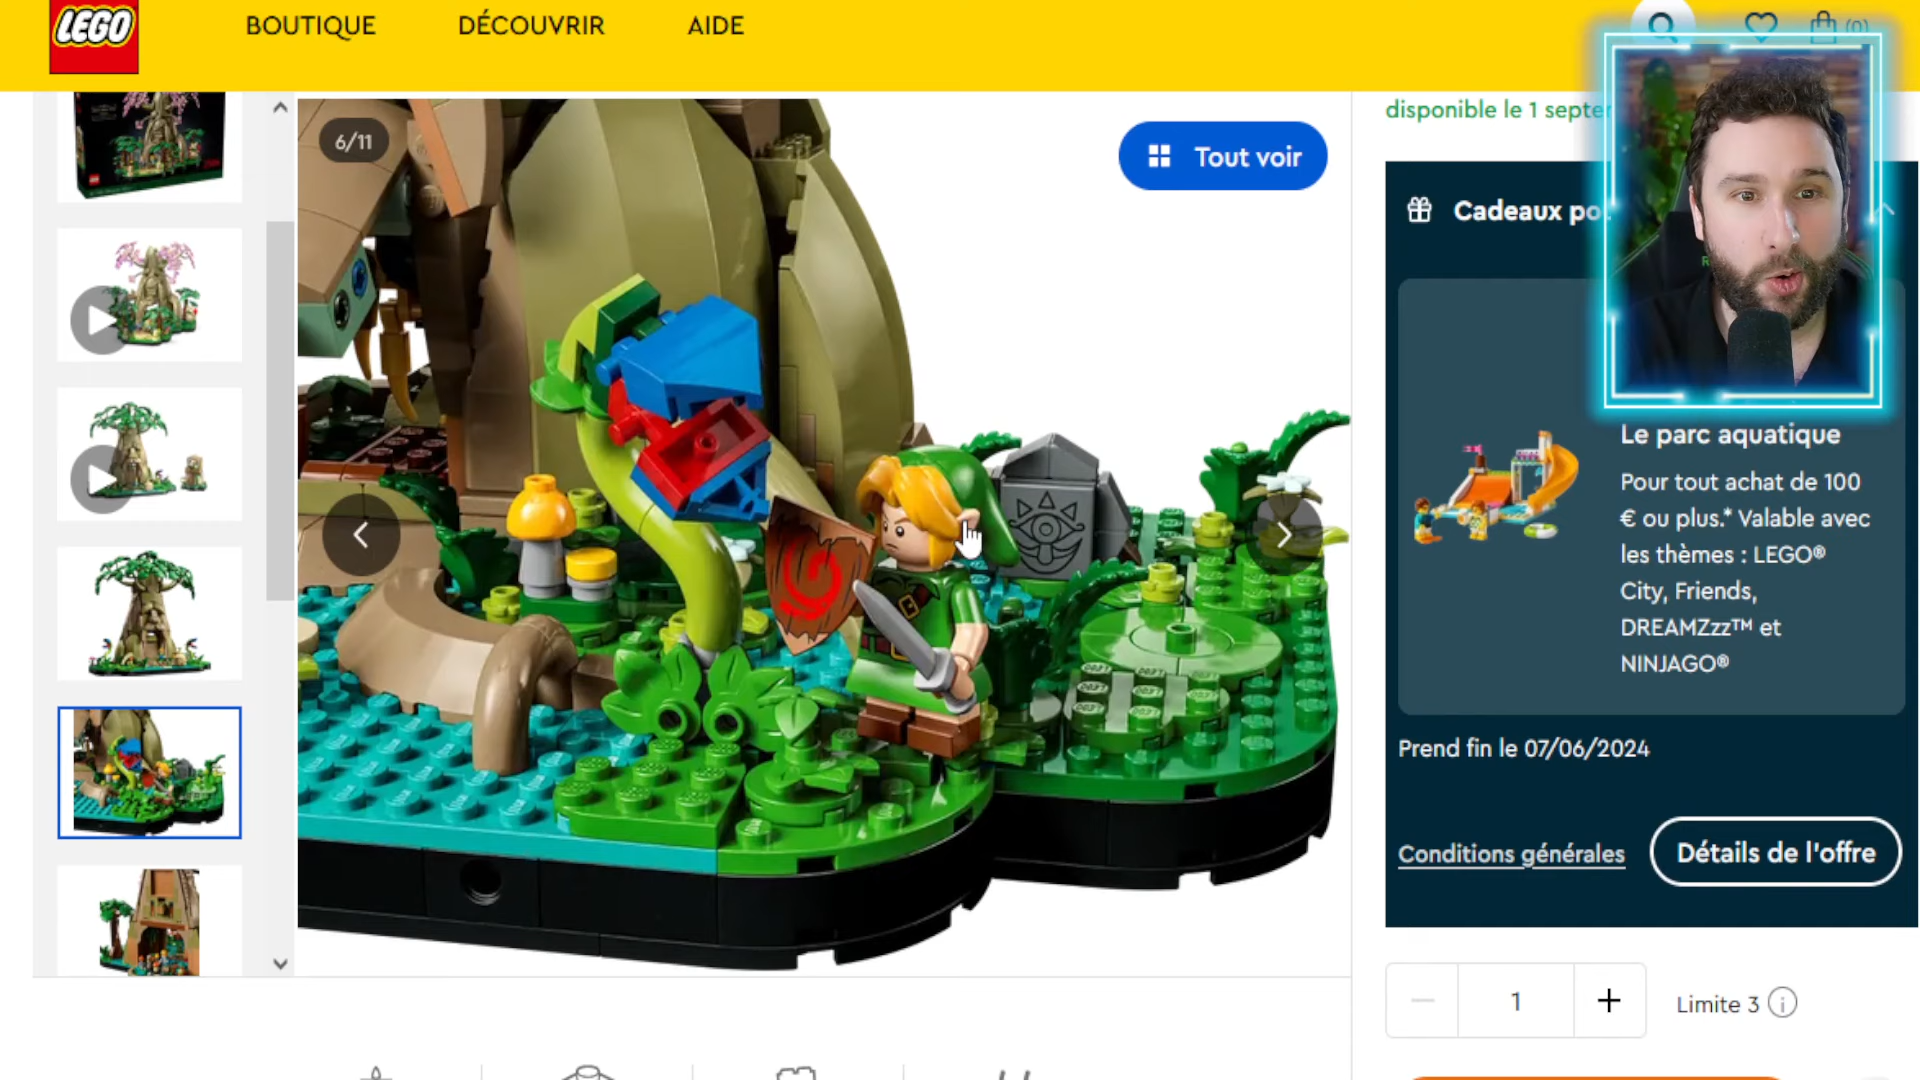 LEGO
BOUTIQUE
DÉCOUVRIR
AIDE
(0)
6/11
Tout voir
disponible le 1 septe
Cadeaux po
Le parc aquatique
Pour tout achat de 100
€ ou plus.* Valable avec
les thèmes : LEGO®
City, Friends,
DREAMZzz™ et
NINJAGO®
Prend fin le 07/06/2024
Conditions générales
Détails de l'offre
1
Limite 3